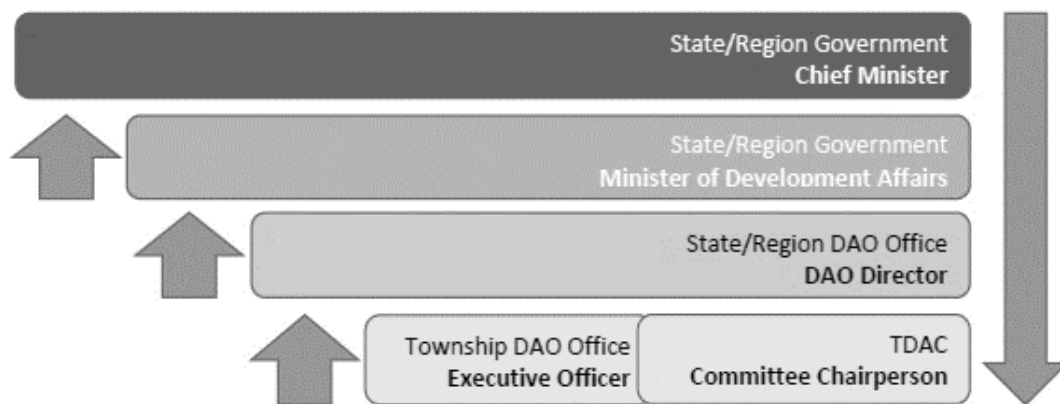 State/Region Government
Chief Minister
State/Region Government
Minister of Development Affairs
State/Region DAO Office
DAO Director
Township DAO Office
Executive Officer
TDAC
Committee Chairperson